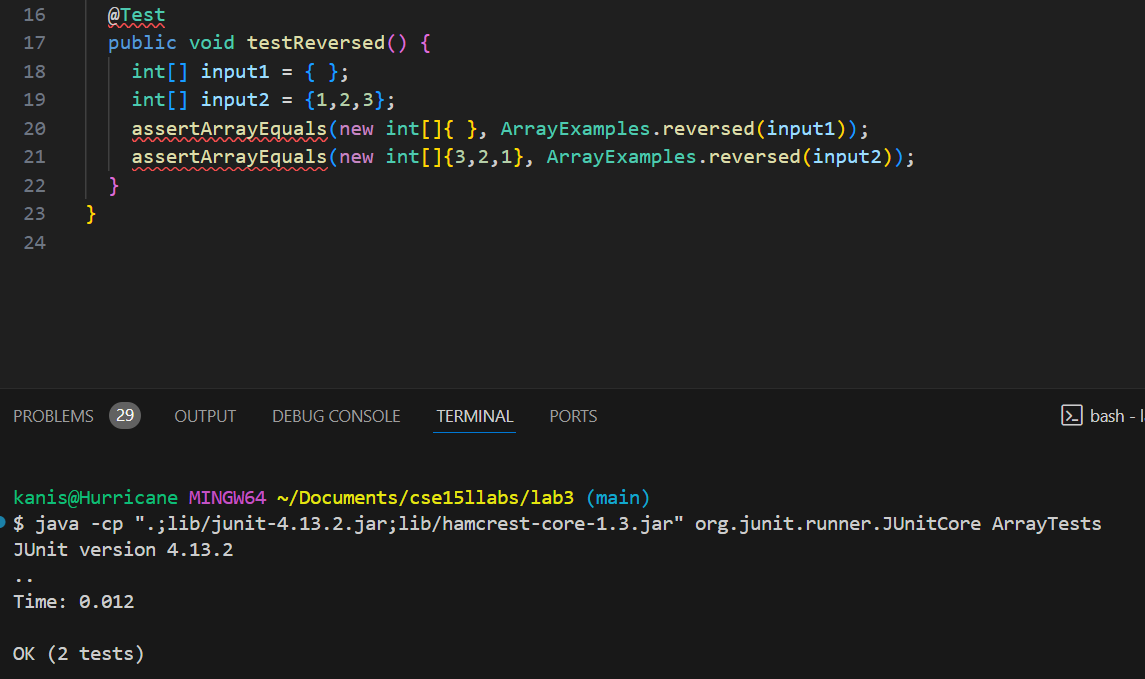 16 @Test
17 public void testReversed() {
18 int[] input1 = { };
19 int[] input2 = {1,2,3};
20 assertArrayEquals(new int[]{ }, ArrayExamples.reversed(input1));
21 assertArrayEquals(new int[]{3,2,1}, ArrayExamples.reversed(input2));
22 }
23 }
24
PROBLEMS 29 OUTPUT DEBUG CONSOLE TERMINAL PORTS bash -
kanis@Hurricane MINGW64 ~/Documents/cse15llabs/lab3 (main)
$ java -cp ".;lib/junit-4.13.2.jar;lib/hamcrest-core-1.3.jar" org.junit.runner.JUnitCore ArrayTests
JUnit version 4.13.2
..
Time: 0.012
OK (2 tests)